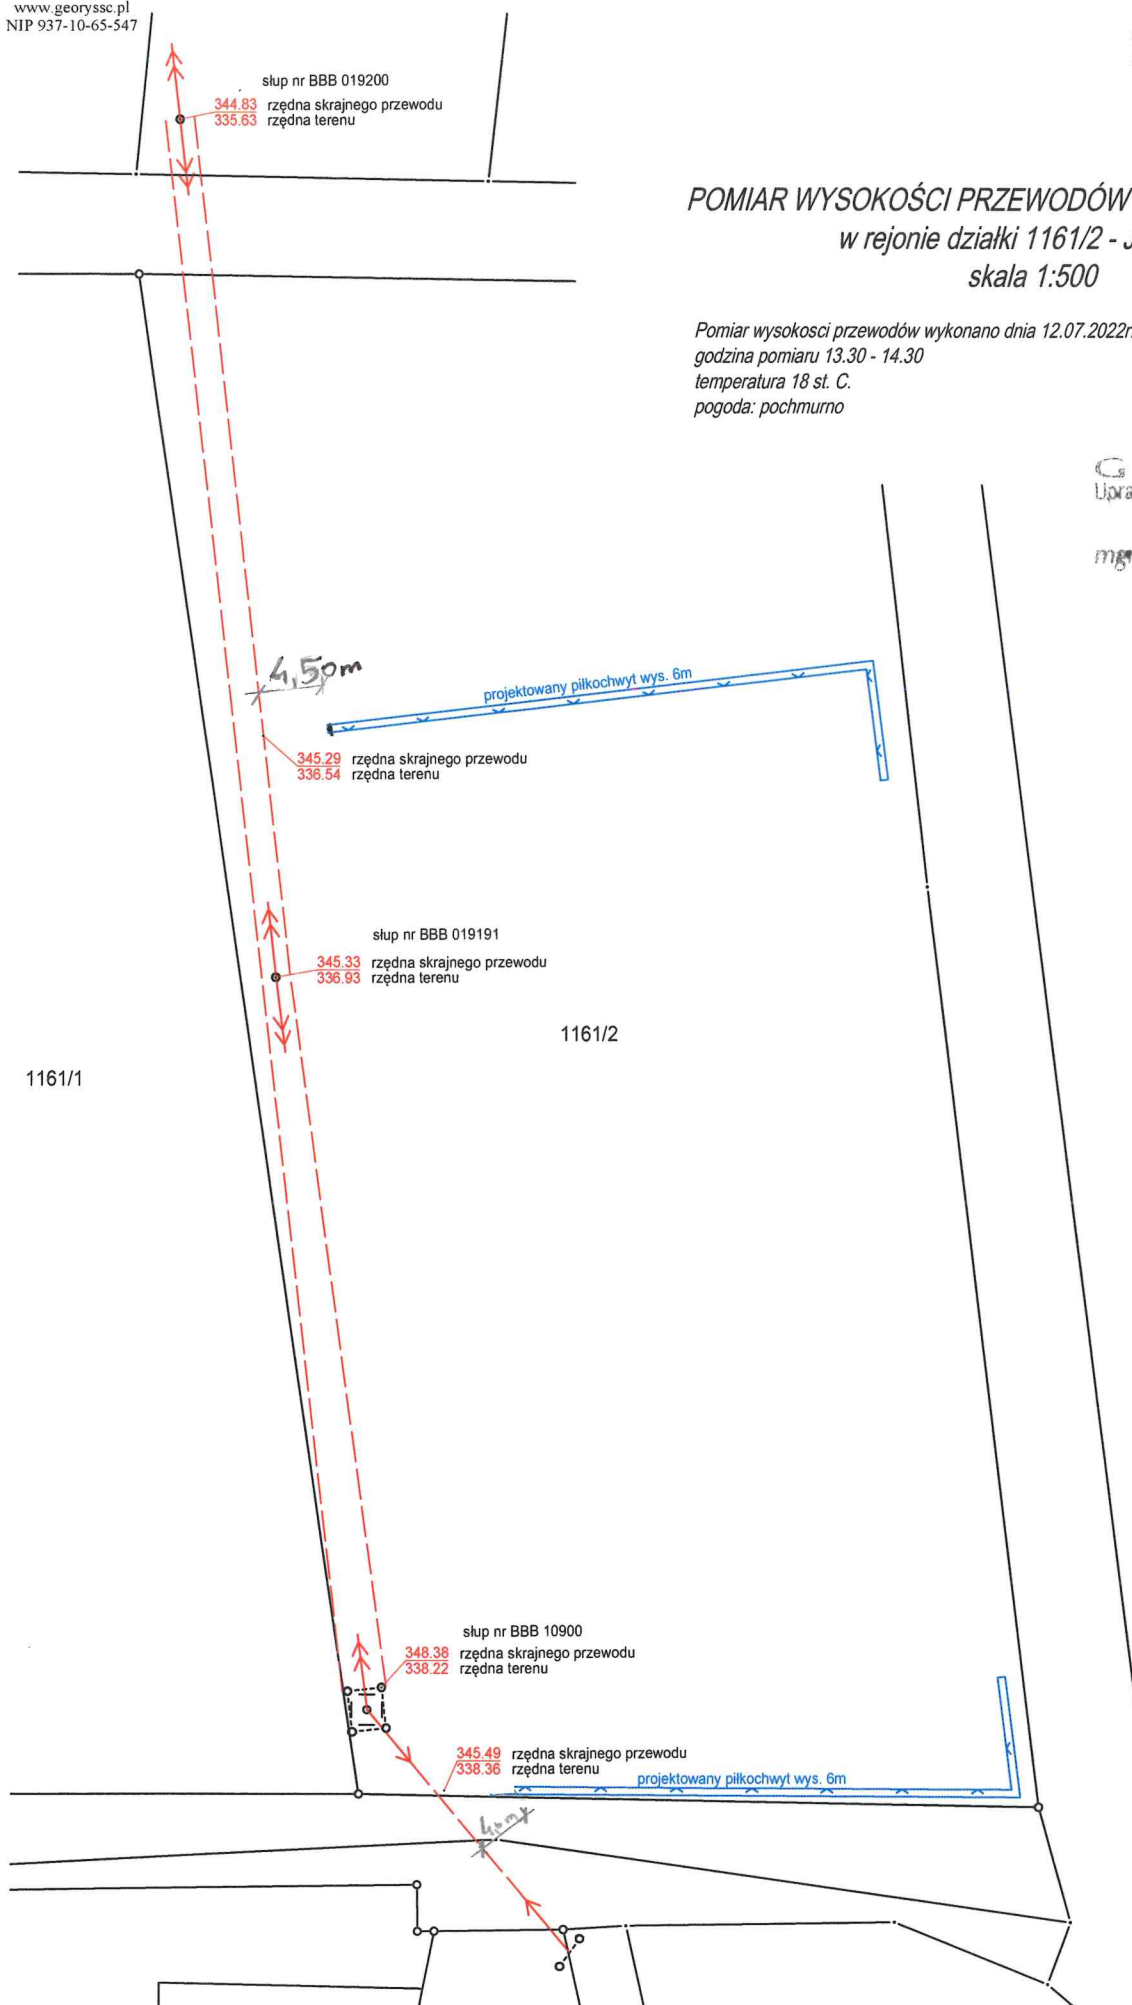 www.georyssc.pl
NIP 937-10-65-547
słup nr BBB 019200
344.83 rzędna skrajnego przewodu
335.63 rzędna terenu
POMIAR WYSOKOŚCI PRZEWODÓW
w rejonie działki 1161/2 - J
skala 1:500
Pomiar wysokosci przewodów wykonano dnia 12.07.2022r.
godzina pomiaru 13.30 - 14.30
temperatura 18 st. C.
pogoda: pochmurno
G
Upra
mgr
4,50m
projektowany piłkochwyt wys. 6m
345.29 rzędna skrajnego przewodu
336.54 rzędna terenu
słup nr BBB 019191
345.33 rzędna skrajnego przewodu
336.93 rzędna terenu
1161/2
1161/1
słup nr BBB 10900
348.38 rzędna skrajnego przewodu
338.22 rzędna terenu
345.49 rzędna skrajnego przewodu
338.36 rzędna terenu
projektowany piłkochwyt wys. 6m